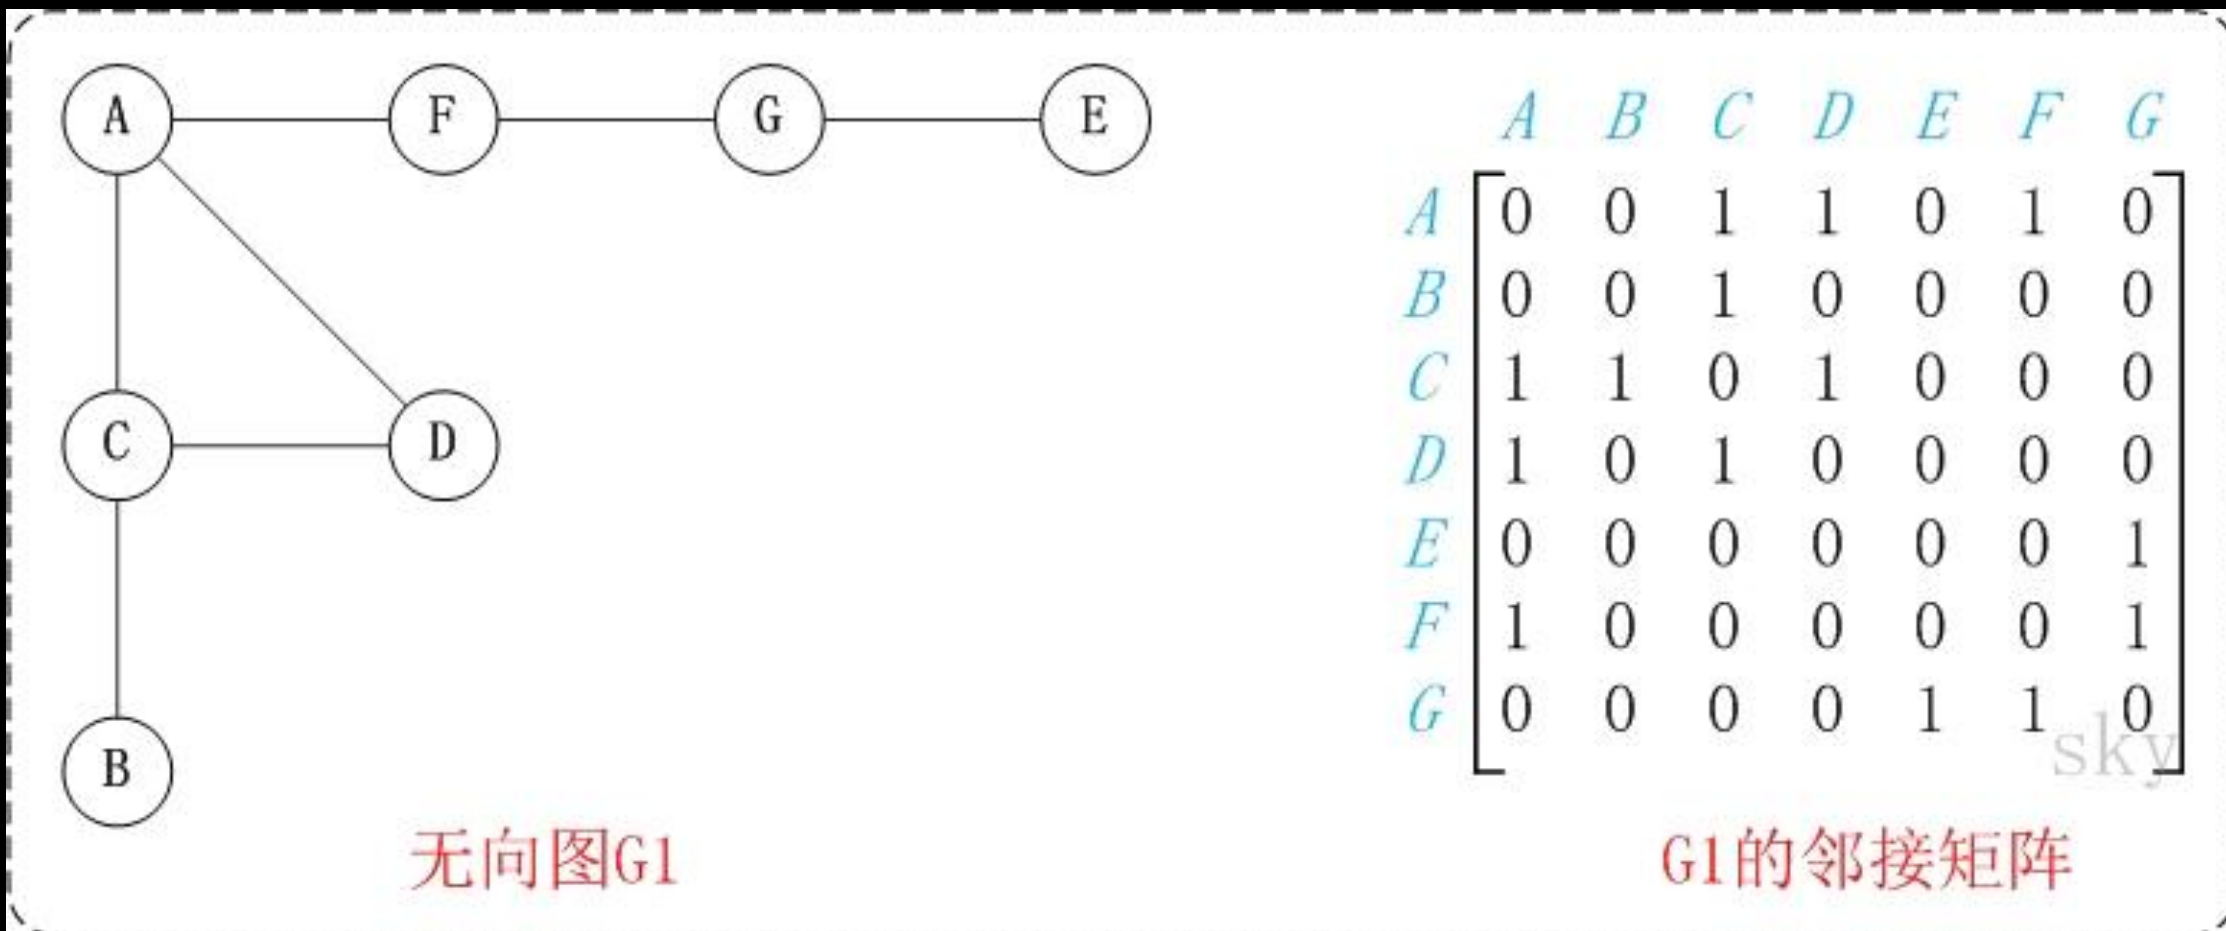 A F G E
C D
B
无向图G1
A B C D E F G
A 0 0 1 1 0 1 0
B 0 0 1 0 0 0 0
C 1 1 0 1 0 0 0
D 1 0 1 0 0 0 0
E 0 0 0 0 0 0 1
F 1 0 0 0 0 0 1
G 0 0 0 0 1 1 0
sky
G1的邻接矩阵